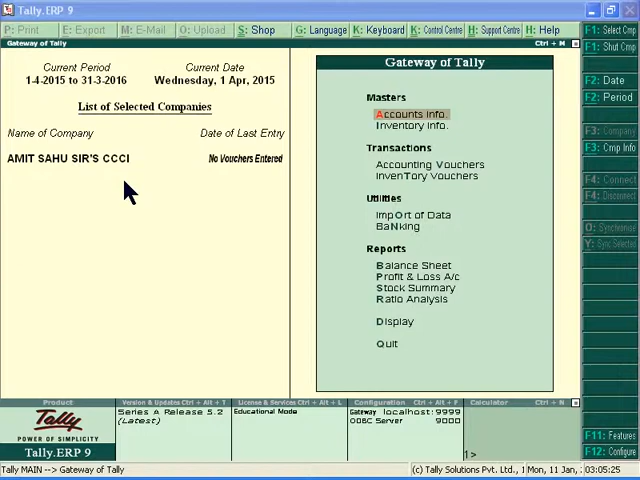 Tally.ERP 9
P: Print
E: Export
M: E-Mail
O: Upload
S: Shop
G: Language
K: Keyboard
K: Control Centre
H: Support Centre
H: Help
F1: Select Cmp
F1: Shut Cmp
F2: Date
F2: Period
F3: Company
F3: Cmp Info
F4: Connect
F4: Disconnect
O: Synchronise
Y: Sync Selected
F11: Features
F12: Configure
Gateway of Tally
Ctrl + M
Current Period
1-4-2015 to 31-3-2016
Current Date
Wednesday, 1 Apr, 2015
List of Selected Companies
Name of Company
Date of Last Entry
AMIT SAHU SIR'S CCCI
No Vouchers Entered
Gateway of Tally
Masters
Accounts Info.
Inventory Info.
Transactions
Accounting Vouchers
InvenTory Vouchers
Utilities
ImpOrt of Data
BaNking
Reports
Balance Sheet
Profit & Loss A/c
Stock Summary
Ratio Analysis
Display
Quit
Product
Tally
POWER OF SIMPLICITY
Tally.ERP 9
Version & Updates Ctrl + Alt + T
Series A Release 5.2
(Latest)
License & Services Ctrl + Alt + L
Educational Mode
Configuration Ctrl + Alt + F
Gateway localhost:9999
ODBC Server 9000
Calculator
Ctrl + N
1>
Tally MAIN --> Gateway of Tally
(c) Tally Solutions Pvt. Ltd., 1
Mon, 11 Jan,
03:05:25